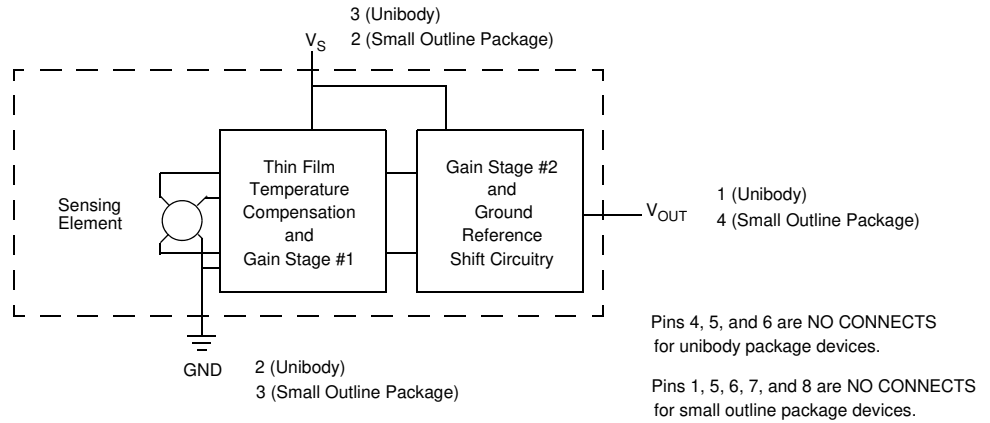 3 (Unibody)
V_S
2 (Small Outline Package)
Thin Film
Temperature
Compensation
and
Gain Stage #1
Gain Stage #2
and
Ground
Reference
Shift Circuitry
Sensing
Element
V_OUT
1 (Unibody)
4 (Small Outline Package)
GND
2 (Unibody)
3 (Small Outline Package)
Pins 4, 5, and 6 are NO CONNECTS
for unibody package devices.
Pins 1, 5, 6, 7, and 8 are NO CONNECTS
for small outline package devices.